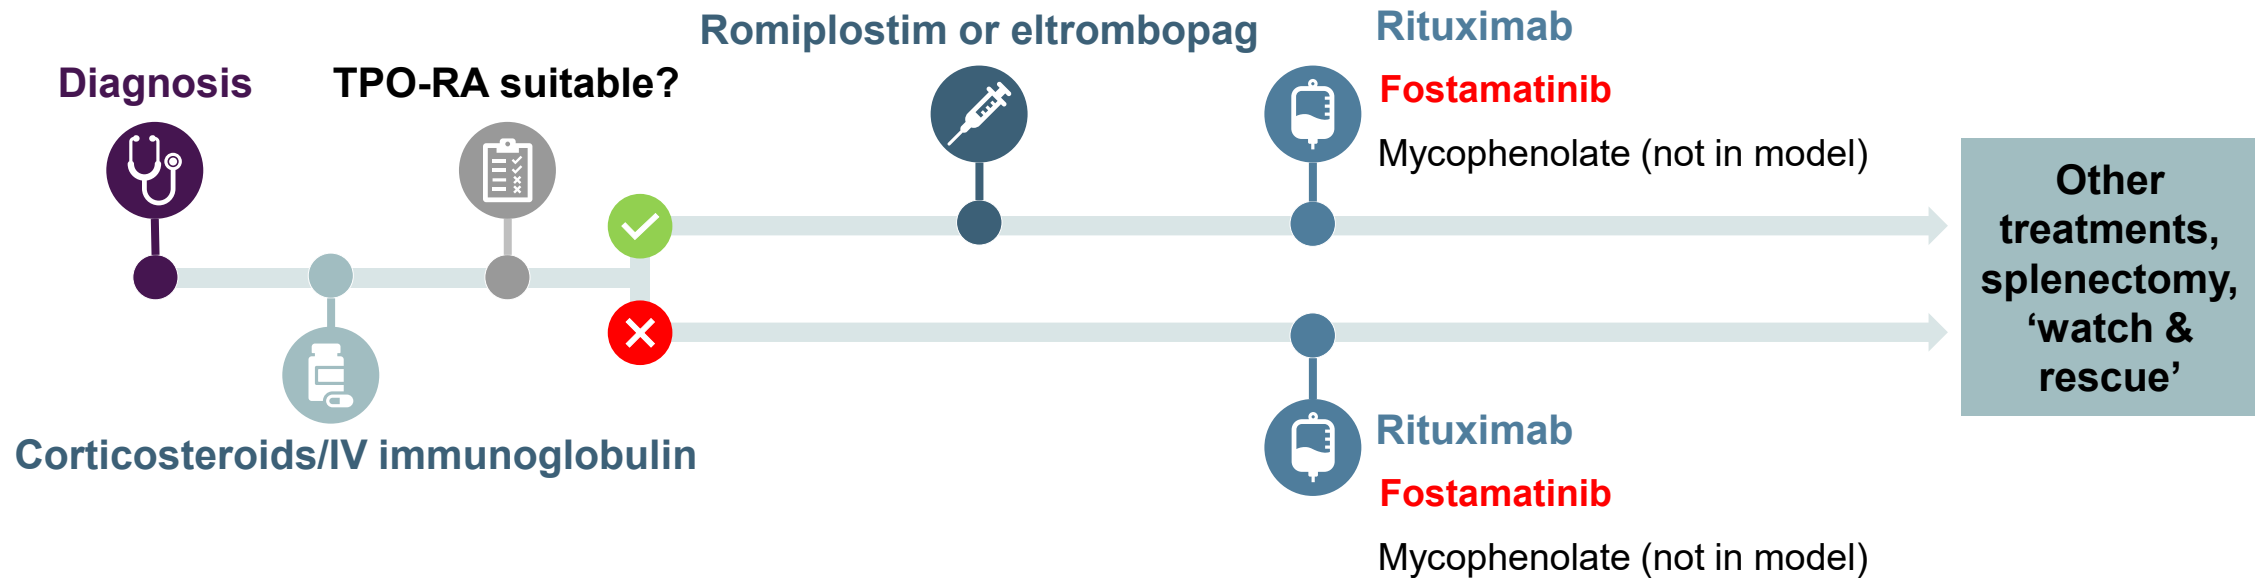 Diagnosis
TPO-RA suitable?
Corticosteroids/IV immunoglobulin
Romiplostim or eltrombopag
Rituximab
Fostamatinib
Mycophenolate (not in model)
Rituximab
Fostamatinib
Mycophenolate (not in model)
Other
treatments,
splenectomy,
‘watch &
rescue’